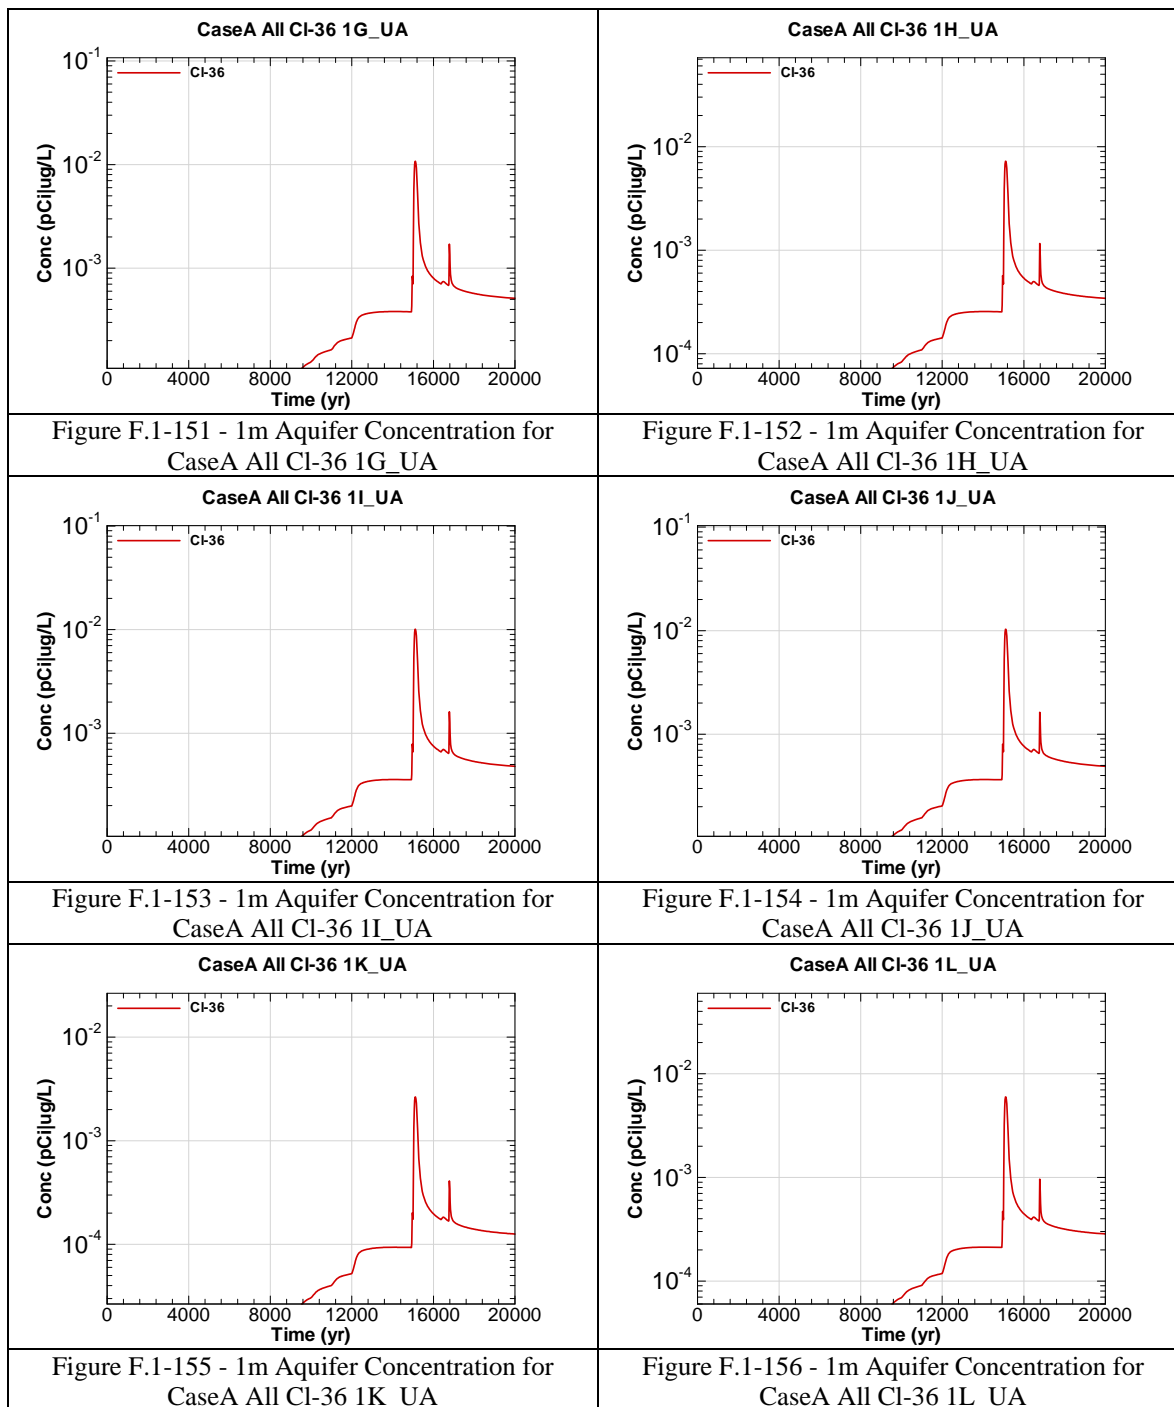 CaseA All Cl-36 1G_UA
Cl-36
10-1
10-2
10-3
Conc (pCi|ug/L)
0 4000 8000 12000 16000 20000
Time (yr)
Figure F.1-151 - 1m Aquifer Concentration for
CaseA All Cl-36 1G_UA
CaseA All Cl-36 1H_UA
Cl-36
10-2
10-3
10-4
Conc (pCi|ug/L)
0 4000 8000 12000 16000 20000
Time (yr)
Figure F.1-152 - 1m Aquifer Concentration for
CaseA All Cl-36 1H_UA
CaseA All Cl-36 1I_UA
Cl-36
10-1
10-2
10-3
Conc (pCi|ug/L)
0 4000 8000 12000 16000 20000
Time (yr)
Figure F.1-153 - 1m Aquifer Concentration for
CaseA All Cl-36 1I_UA
CaseA All Cl-36 1J_UA
Cl-36
10-1
10-2
10-3
Conc (pCi|ug/L)
0 4000 8000 12000 16000 20000
Time (yr)
Figure F.1-154 - 1m Aquifer Concentration for
CaseA All Cl-36 1J_UA
CaseA All Cl-36 1K_UA
Cl-36
10-2
10-3
10-4
Conc (pCi|ug/L)
0 4000 8000 12000 16000 20000
Time (yr)
Figure F.1-155 - 1m Aquifer Concentration for
CaseA All Cl-36 1K_UA
CaseA All Cl-36 1L_UA
Cl-36
10-2
10-3
10-4
Conc (pCi|ug/L)
0 4000 8000 12000 16000 20000
Time (yr)
Figure F.1-156 - 1m Aquifer Concentration for
CaseA All Cl-36 1L_UA